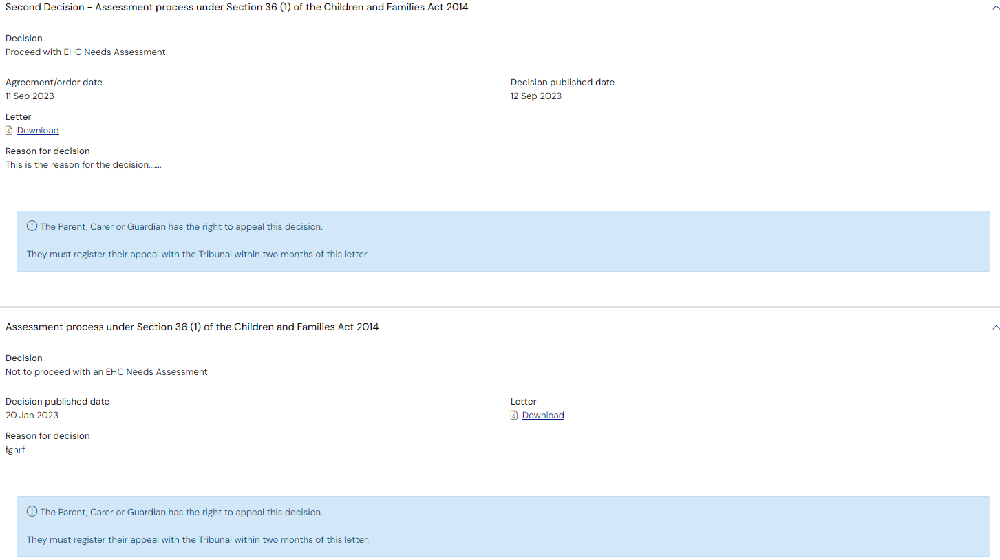 Second Decision - Assessment process under Section 36 (1) of the Children and Families Act 2014
Decision
Proceed with EHC Needs Assessment
Agreement/order date
Decision published date
11 Sep 2023
12 Sep 2023
Letter
Download
Reason for decision
This is the reason for the decision.......
The Parent, Carer or Guardian has the right to appeal this decision.
They must register their appeal with the Tribunal within two months of this letter.
Assessment process under Section 36 (1) of the Children and Families Act 2014
Decision
Not to proceed with an EHC Needs Assessment
Decision published date
Letter
20 Jan 2023
Download
Reason for decision
fghrf
The Parent, Carer or Guardian has the right to appeal this decision.
They must register their appeal with the Tribunal within two months of this letter.